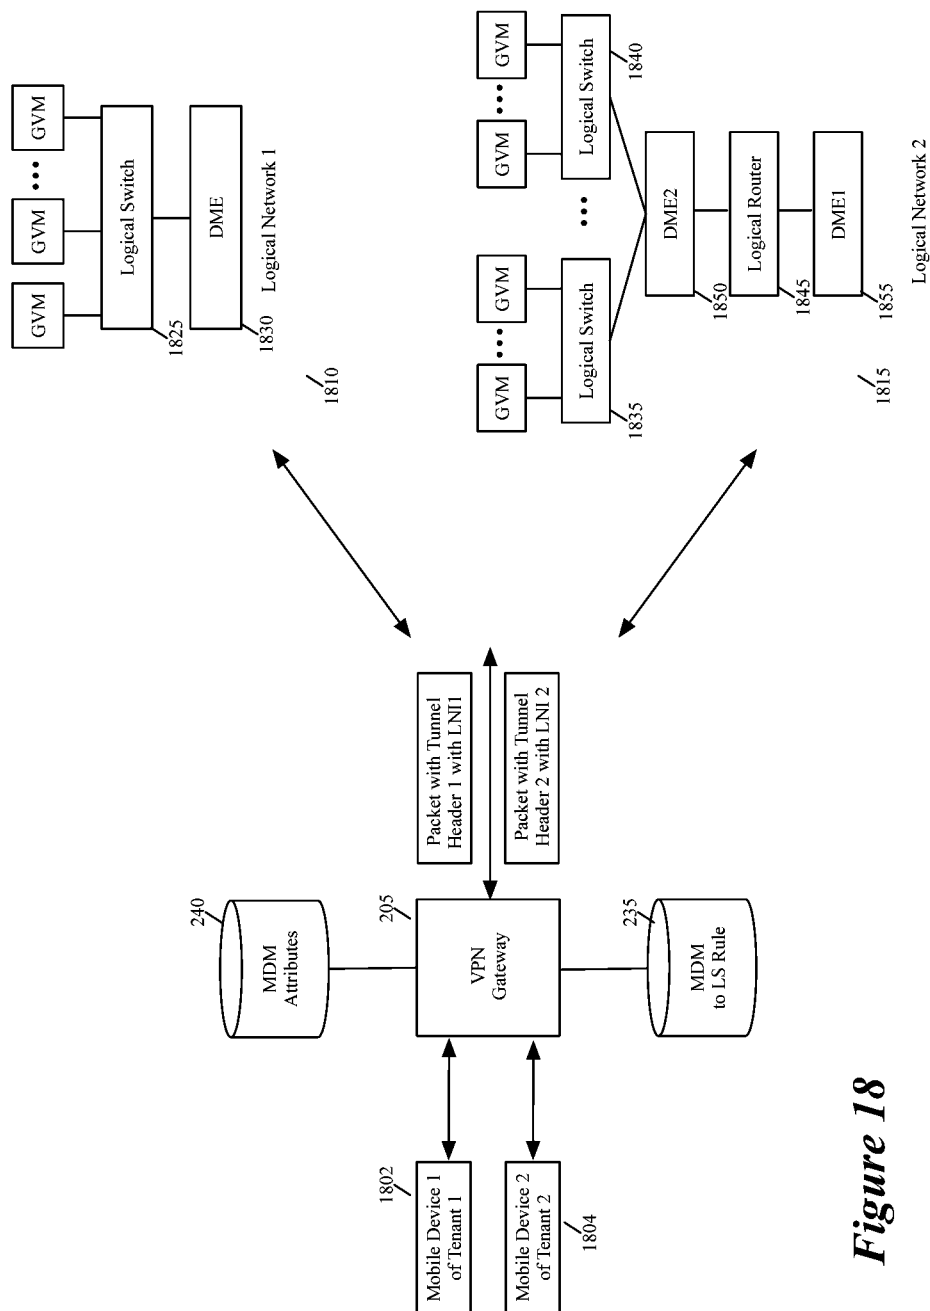 Mobile Device 1
of Tenant 1
1802
Mobile Device 2
of Tenant 2
1804
MDM
Attributes
240
VPN
Gateway
205
MDM
to LS Rule
235
Packet with Tunnel
Header 1 with LNI1
Packet with Tunnel
Header 2 with LNI 2
GVM
GVM
...
GVM
Logical Switch
1825
DME
1830
Logical Network 1
1810
GVM
...
GVM
GVM
...
GVM
Logical Switch
1835
...
Logical Switch
1840
DME2
1850
Logical Router
1845
DME1
1855
1815
Logical Network 2
Figure 18